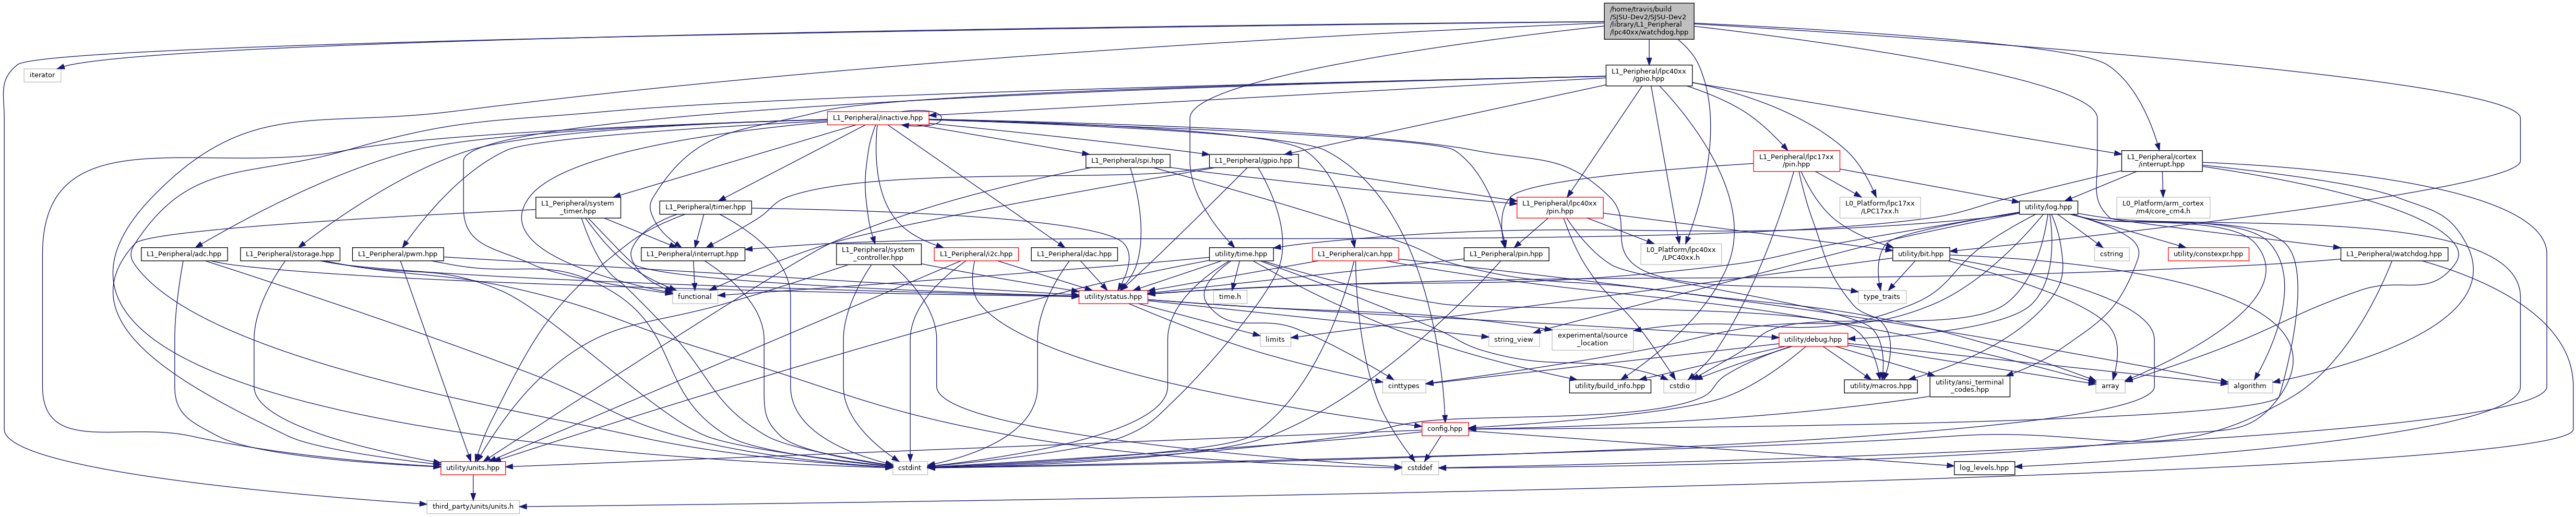 /home/travis/build
/SJSU-Dev2/SJSU-Dev2
/library/L1_Peripheral
/lpc40xx/watchdog.hpp
iterator
L1_Peripheral/lpc40xx
/gpio.hpp
L1_Peripheral/inactive.hpp
L1_Peripheral/spi.hpp
L1_Peripheral/gpio.hpp
L1_Peripheral/lpc17xx
/pin.hpp
L1_Peripheral/cortex
/interrupt.hpp
L1_Peripheral/system
_timer.hpp
L1_Peripheral/timer.hpp
L1_Peripheral/lpc40xx
/pin.hpp
L0_Platform/lpc17xx
/LPC17xx.h
utility/log.hpp
L0_Platform/arm_cortex
/m4/core_cm4.h
L1_Peripheral/adc.hpp
L1_Peripheral/storage.hpp
L1_Peripheral/pwm.hpp
L1_Peripheral/interrupt.hpp
L1_Peripheral/system
_controller.hpp
L1_Peripheral/i2c.hpp
L1_Peripheral/dac.hpp
utility/time.hpp
L1_Peripheral/can.hpp
L1_Peripheral/pin.hpp
L0_Platform/lpc40xx
/LPC40xx.h
utility/bit.hpp
cstring
utility/constexpr.hpp
L1_Peripheral/watchdog.hpp
functional
utility/status.hpp
time.h
type_traits
limits
string_view
experimental/source
_location
utility/debug.hpp
cinttypes
utility/build_info.hpp
cstdio
utility/macros.hpp
utility/ansi_terminal
_codes.hpp
array
algorithm
config.hpp
utility/units.hpp
cstdint
cstddef
log_levels.hpp
third_party/units/units.h